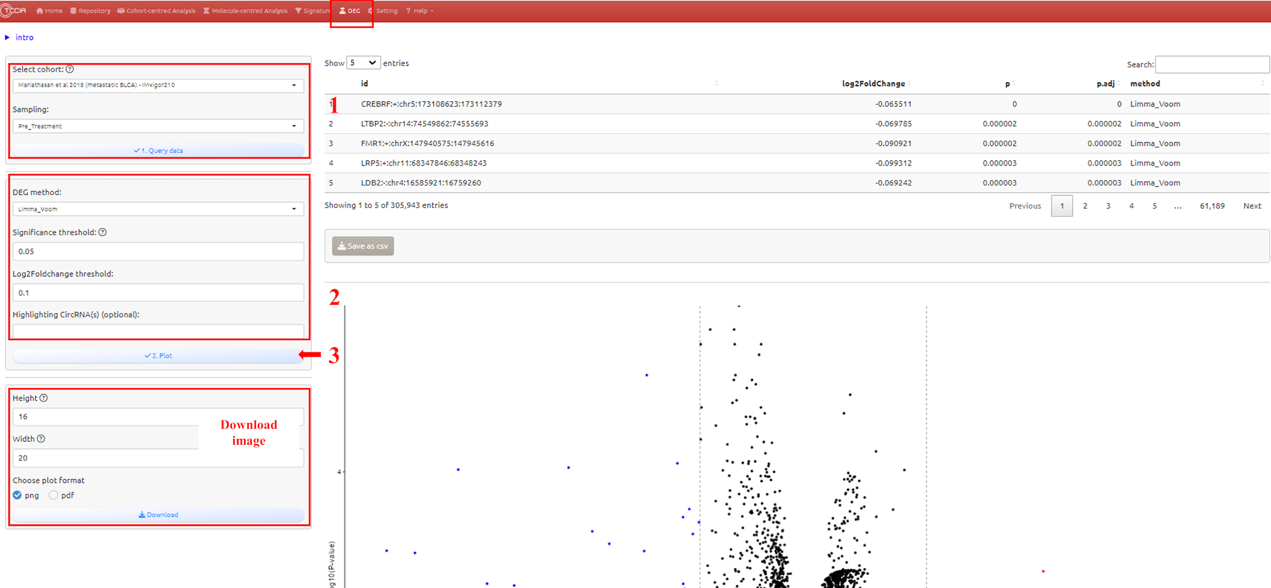 TCCA Home Repository Cohort-centred Analysis Molecule-centred Analysis Signature DEG Setting ? Help
intro
Select cohort: ?
Mariathasan et al 2018 (metastatic BLCA) - IMvigor210
Sampling:
Pre_Treatment
1. Query data
DEG method:
Limma_Voom
Significance threshold: ?
0.05
Log2Foldchange threshold:
0.1
Highlighting CircRNA(s) (optional):
2. Plot
3
Height ?
16
Width ?
20
Download
image
Choose plot format
png pdf
Download
Show 5 entries
Search:
id log2FoldChange p p.adj method
1
1 CREBRF:+:chr5:173108623:173112379 -0.065511 0 0 Limma_Voom
2 LTBP2:-:chr14:74549862:74555693 -0.069785 0.000002 0.000002 Limma_Voom
3 FMR1:+:chrX:147940575:147945616 -0.090921 0.000002 0.000002 Limma_Voom
4 LRP5:+:chr11:68347846:68348243 -0.099312 0.000003 0.000003 Limma_Voom
5 LDB2:-:chr4:16585921:16759260 -0.069242 0.000003 0.000003 Limma_Voom
Showing 1 to 5 of 305,943 entries
Previous 1 2 3 4 5 ... 61,189 Next
Save as csv
2
4
g10(P-value)